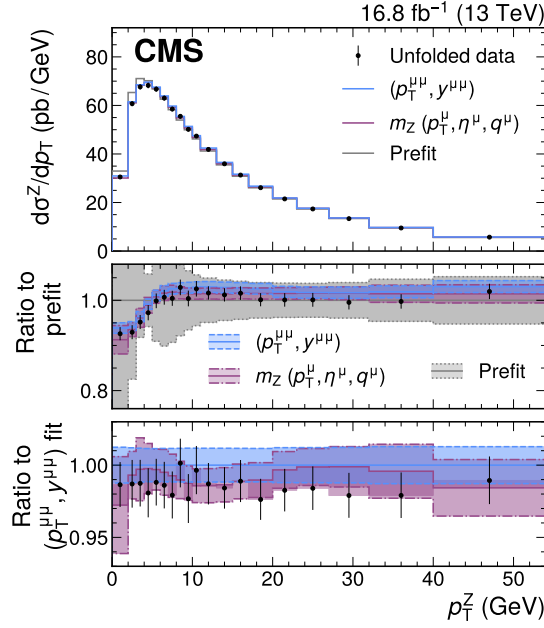 16.8 fb⁻¹ (13 TeV)
CMS
Unfolded data
(p_T^μμ, y^μμ)
m_Z (p_T^μ, η^μ, q^μ)
Prefit
dσ^Z/dp_T (pb / GeV)
80
60
40
20
0
Ratio to
prefit
1.0
0.8
(p_T^μμ, y^μμ)
m_Z (p_T^μ, η^μ, q^μ)
Prefit
Ratio to
(p_T^μμ, y^μμ) fit
1.00
0.95
0 10 20 30 40 50
p_T^Z (GeV)